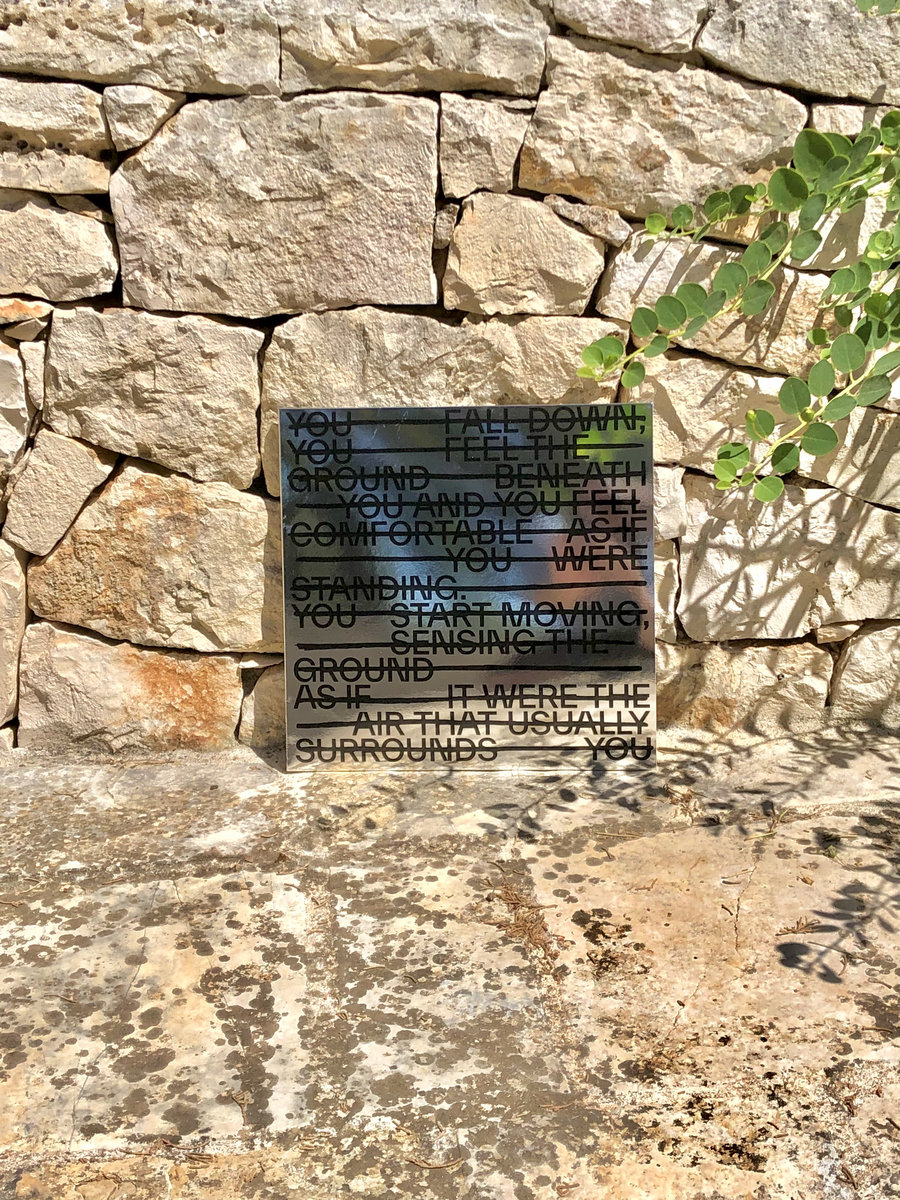 YOU FALL DOWN,
YOU FEEL THE
GROUND BENEATH
YOU AND YOU FEEL
COMFORTABLE AS IF
YOU WERE
STANDING.
YOU START MOVING,
SENSING THE
GROUND
AS IF IT WERE THE
AIR THAT USUALLY
SURROUNDS YOU